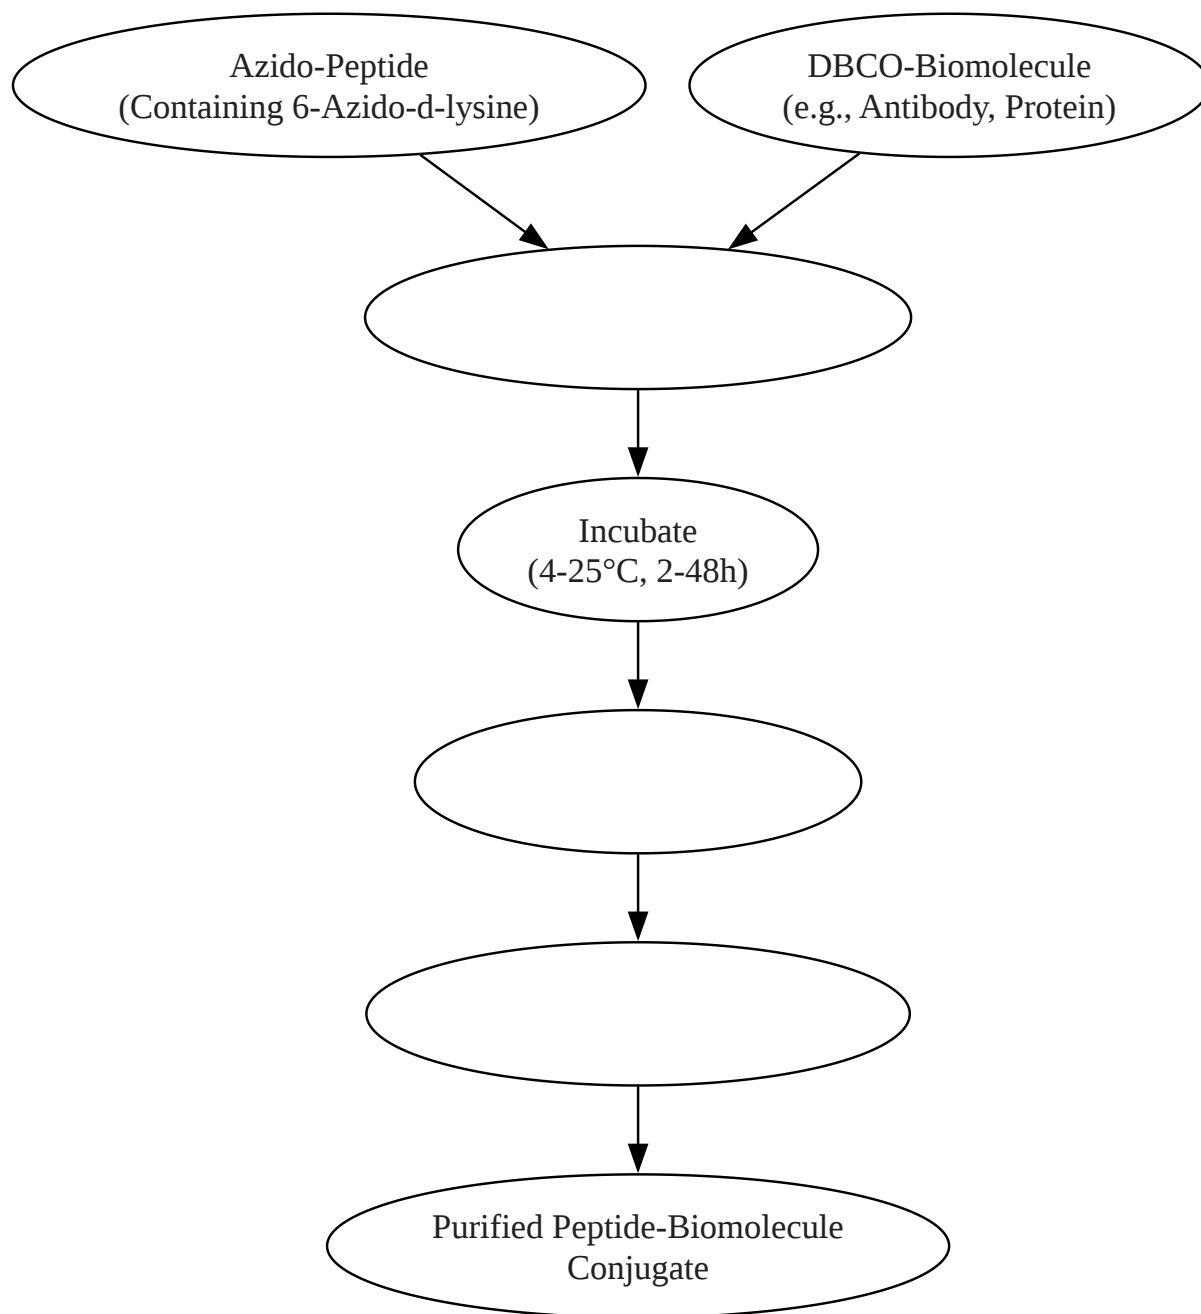 Azido-Peptide
(Containing 6-Azido-d-lysine)
DBCO-Biomolecule
(e.g., Antibody, Protein)
Incubate
(4-25°C, 2-48h)
Purified Peptide-Biomolecule
Conjugate